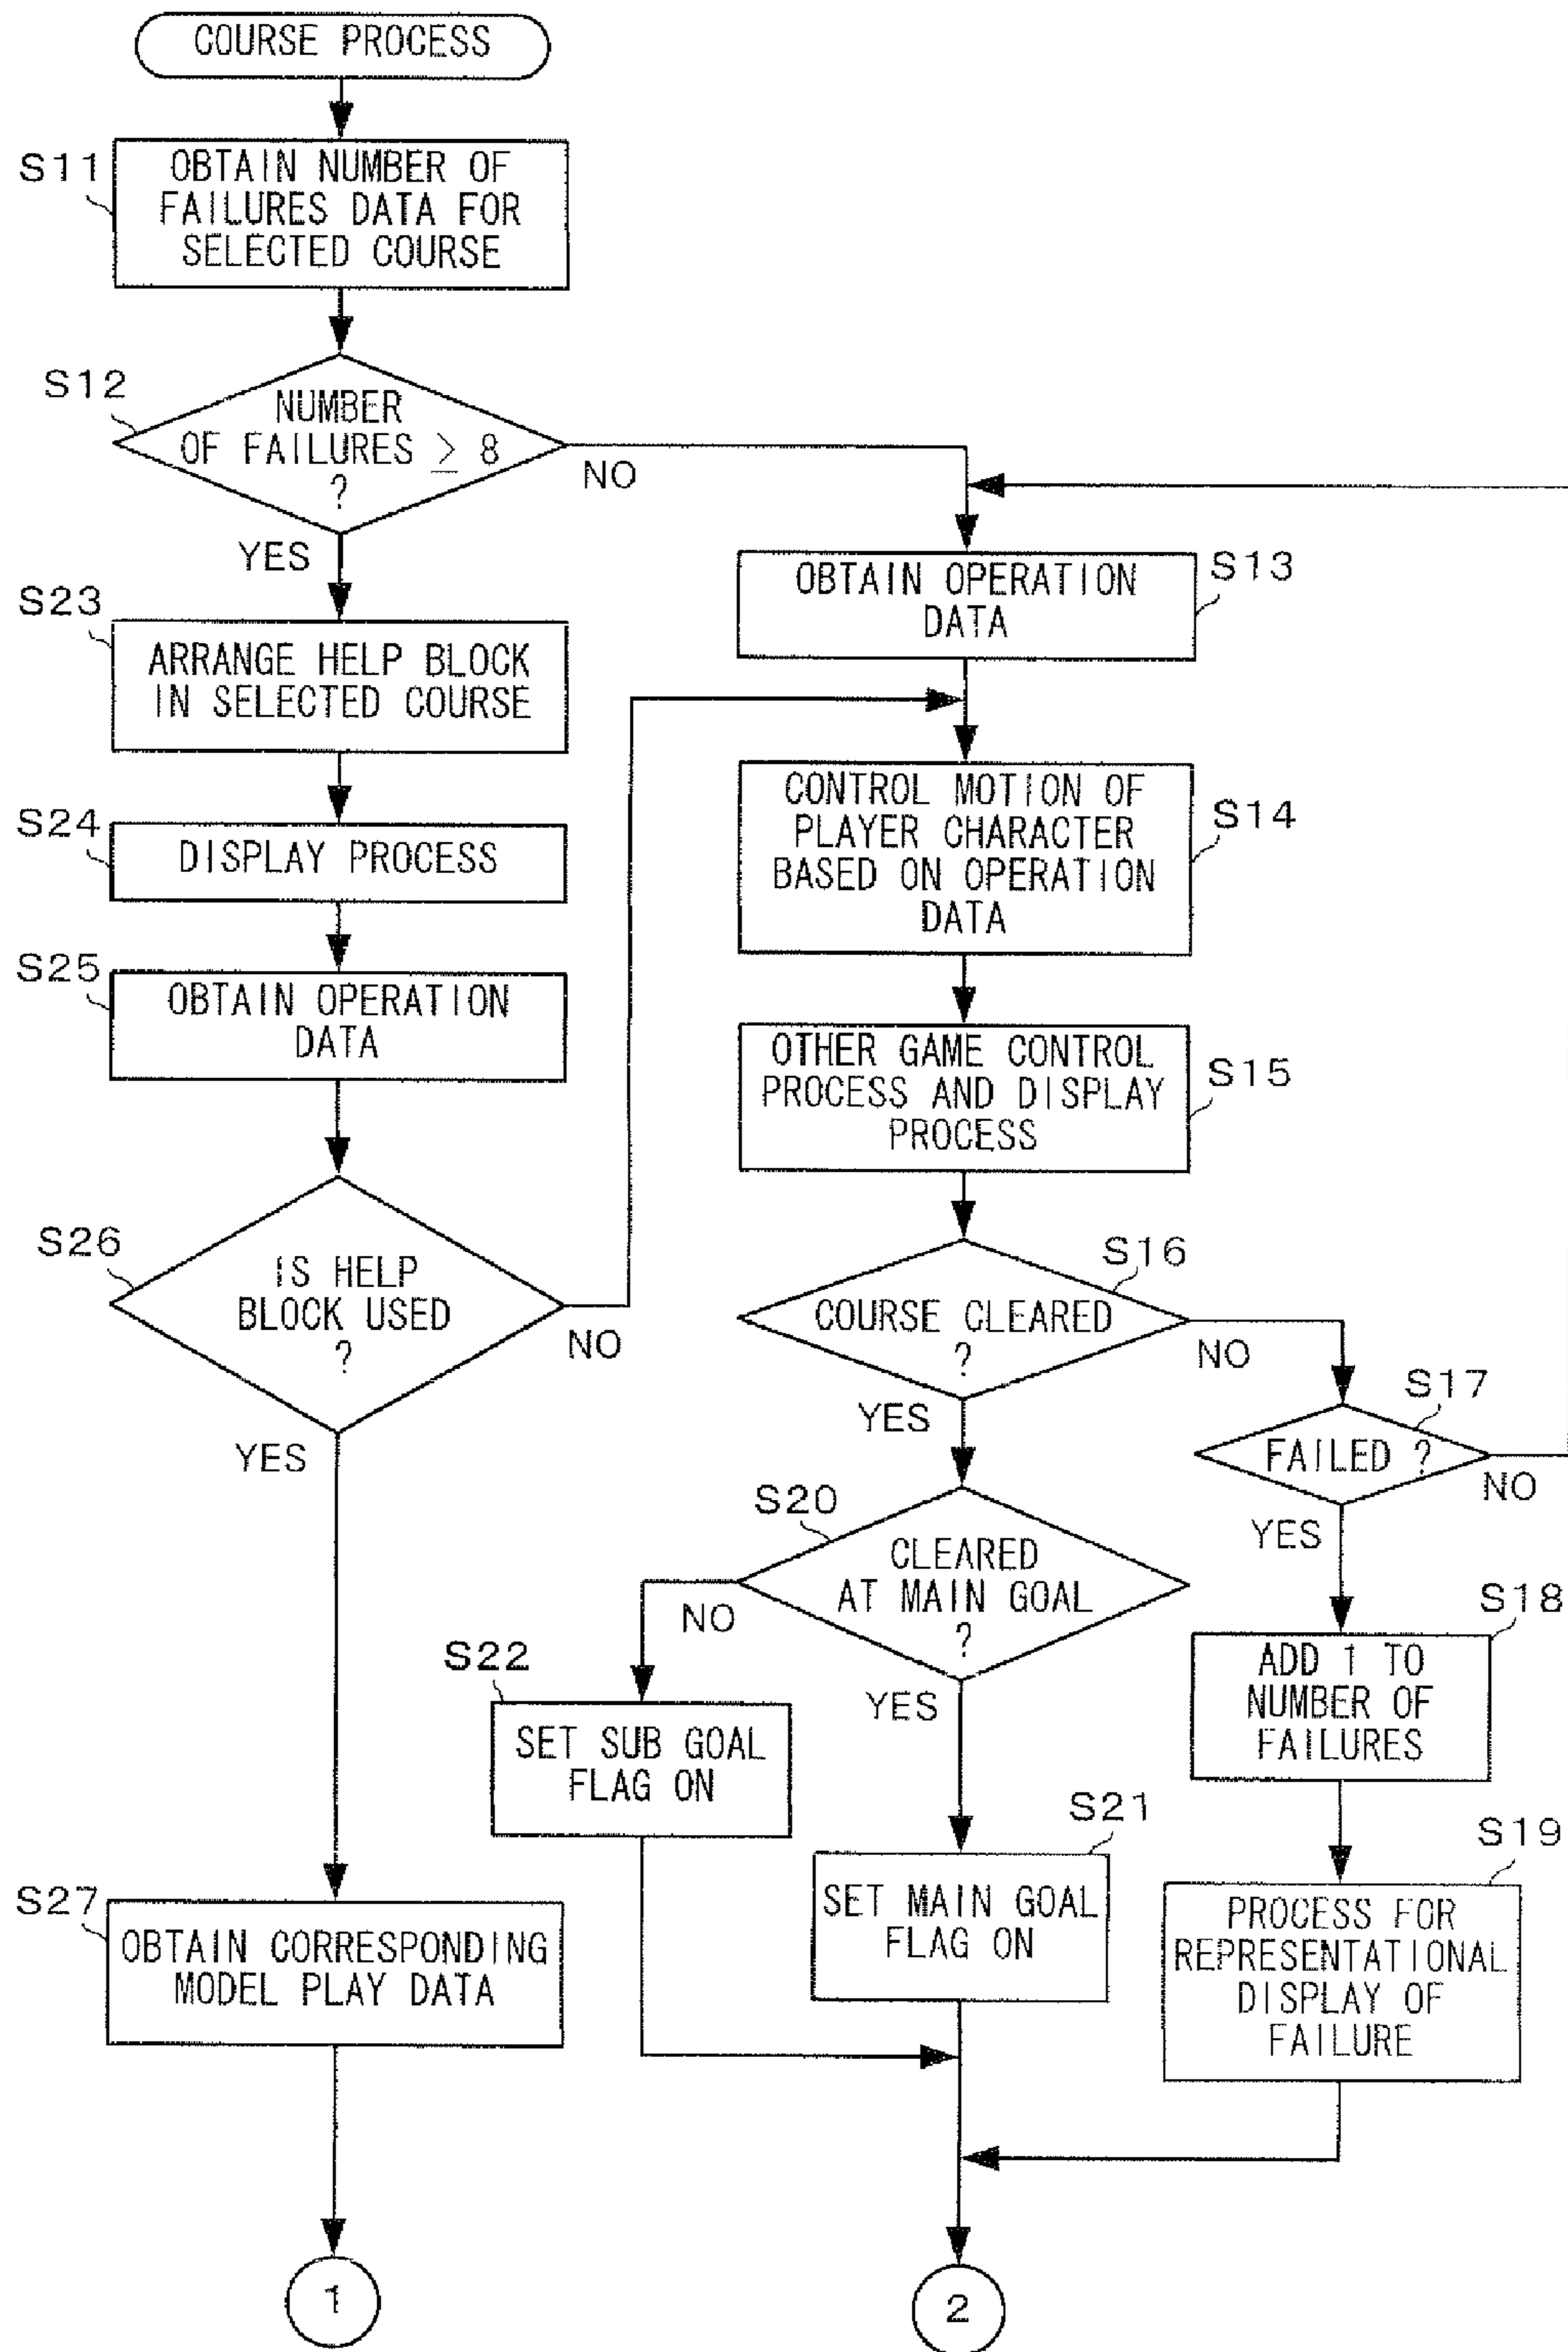 COURSE PROCESS
S11
OBTAIN NUMBER OF
FAILURES DATA FOR
SELECTED COURSE
S12
NUMBER
OF FAILURES ≥ 8
?
NO
YES
S23
ARRANGE HELP BLOCK
IN SELECTED COURSE
S24
DISPLAY PROCESS
S25
OBTAIN OPERATION
DATA
S26
IS HELP
BLOCK USED
?
NO
YES
S27
OBTAIN CORRESPONDING
MODEL PLAY DATA
1
S13
OBTAIN OPERATION
DATA
S14
CONTROL MOTION OF
PLAYER CHARACTER
BASED ON OPERATION
DATA
S15
OTHER GAME CONTROL
PROCESS AND DISPLAY
PROCESS
S16
COURSE CLEARED
?
NO
YES
S17
FAILED ?
NO
YES
S18
ADD 1 TO
NUMBER OF
FAILURES
S19
PROCESS FOR
REPRESENTATIONAL
DISPLAY OF
FAILURE
S20
CLEARED
AT MAIN GOAL
?
NO
YES
S22
SET SUB GOAL
FLAG ON
S21
SET MAIN GOAL
FLAG ON
2